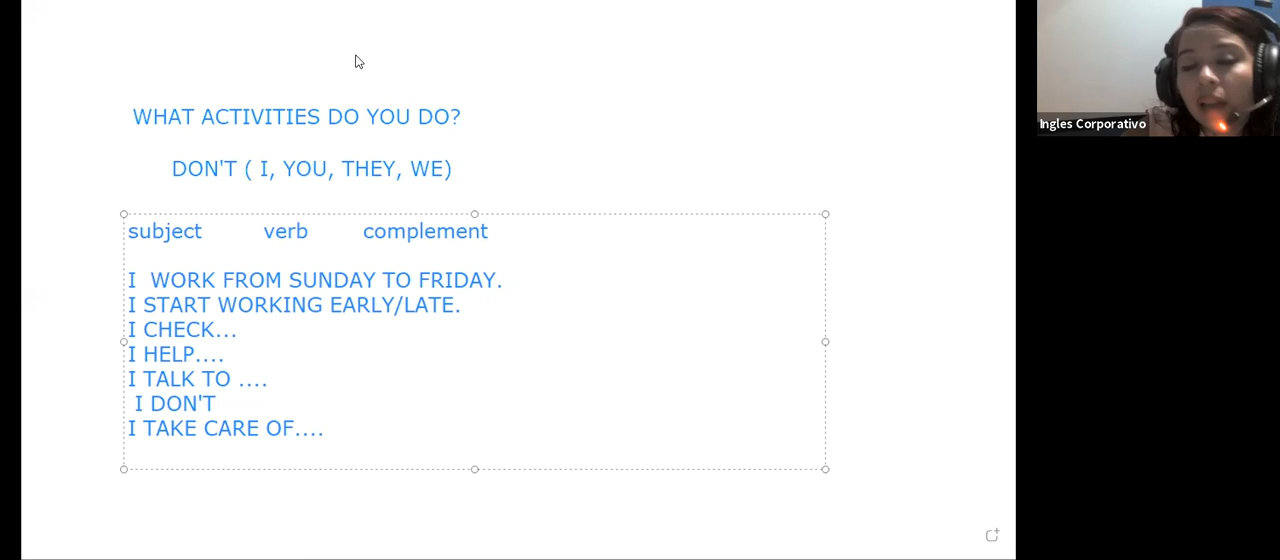 WHAT ACTIVITIES DO YOU DO?
DON'T ( I, YOU, THEY, WE)
subject verb complement
I WORK FROM SUNDAY TO FRIDAY.
I START WORKING EARLY/LATE.
I CHECK...
I HELP....
I TALK TO ....
I DON'T
I TAKE CARE OF....
Ingles Corporativo